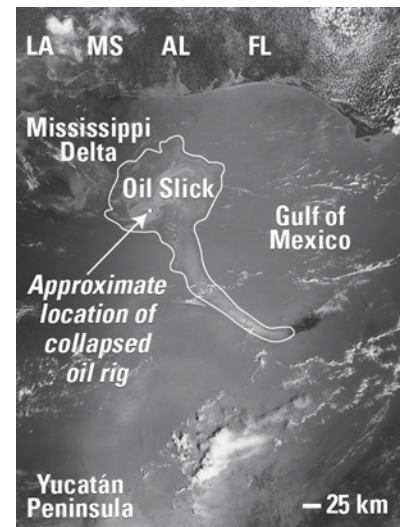 LA MS AL FL
Mississippi
Delta
Oil Slick
Gulf of
Mexico
Approximate
location of
collapsed
oil rig
Yucatán
Peninsula
25 km